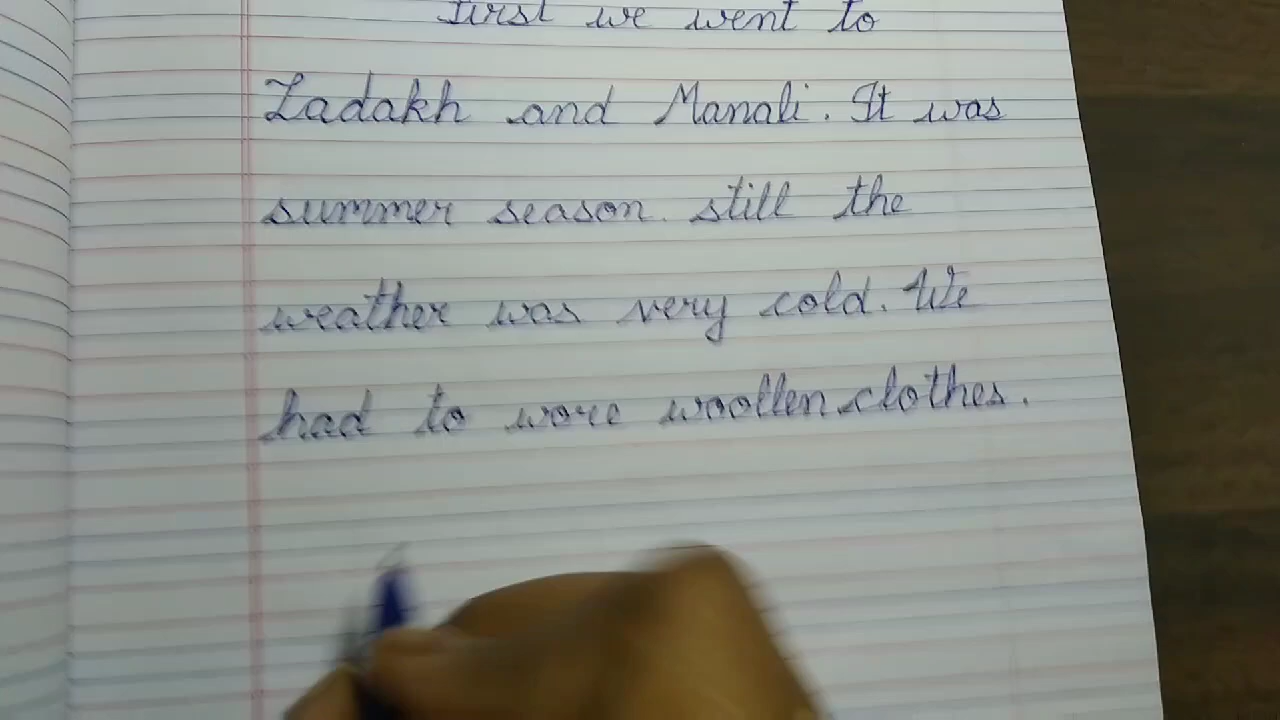 first we went to
Ladakh and Manali. It was
summer season. still the
weather was very cold. We
had to wore woollen clothes.